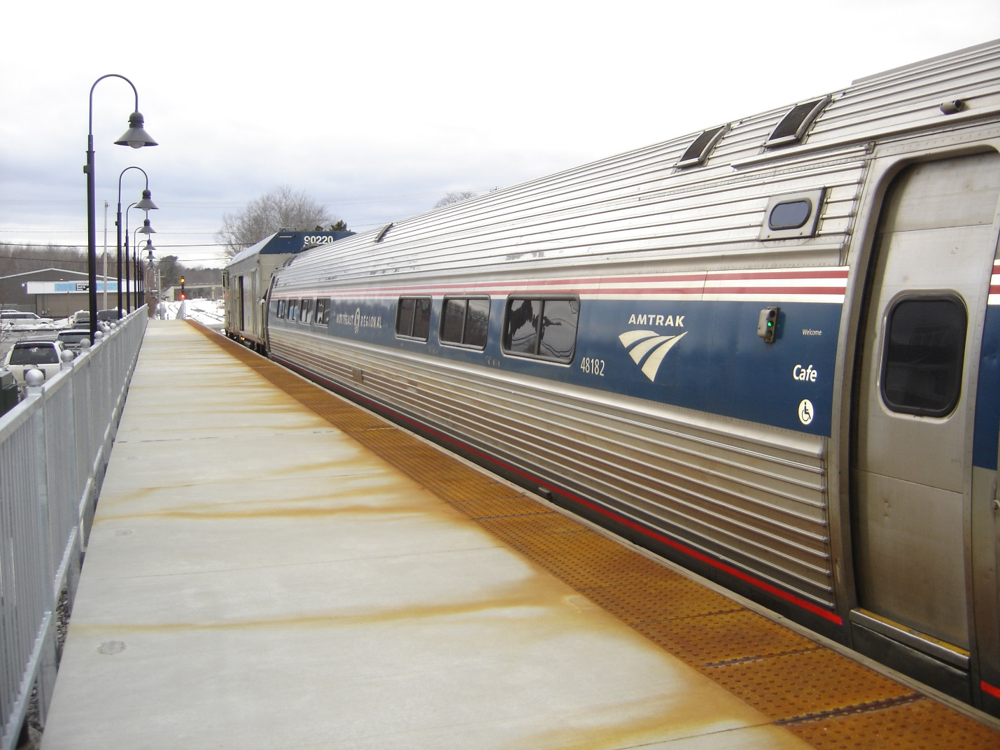 90220
NORTHEAST REGIONAL
AMTRAK
48182
Welcome
Cafe